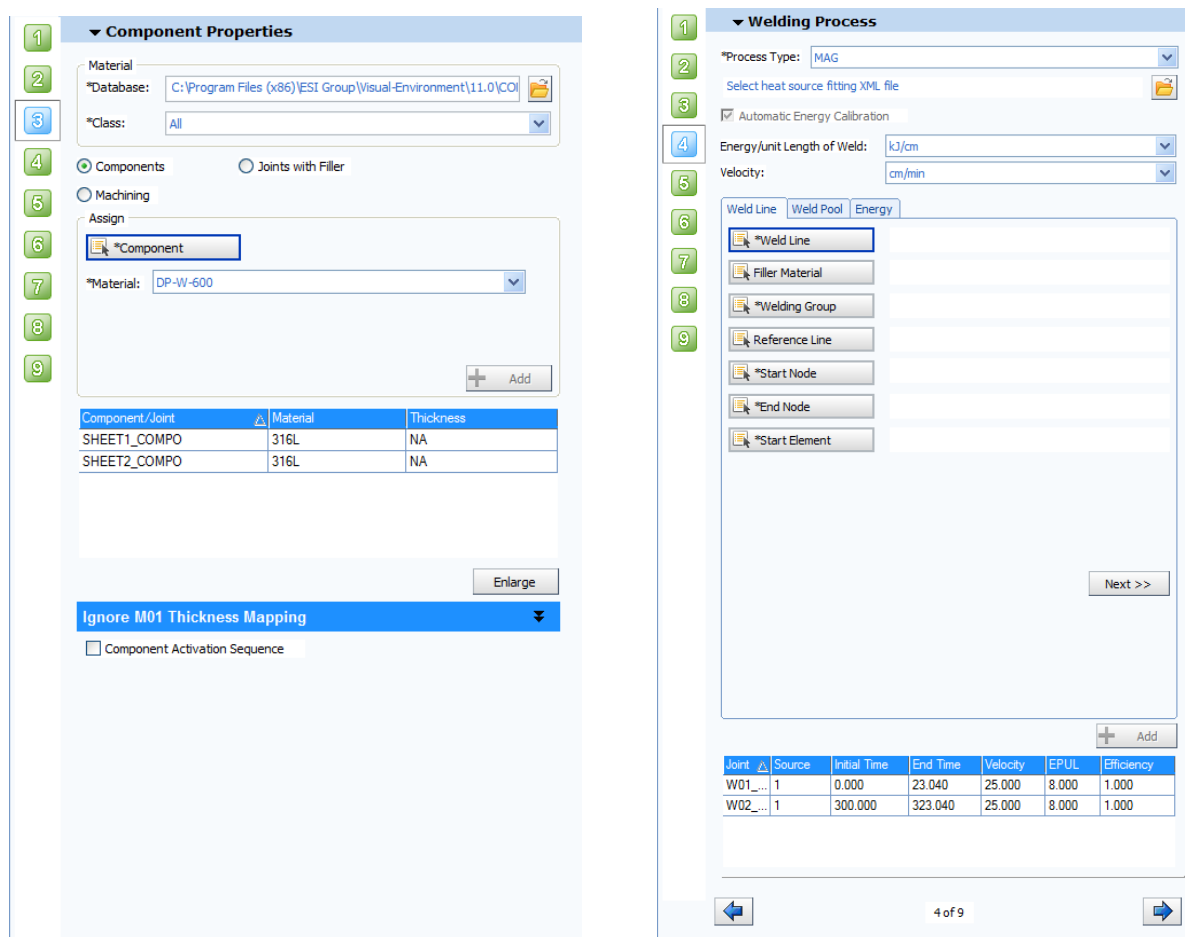 1
2
3
4
5
6
7
8
9
Component Properties
Material
*Database: C:\Program Files (x86)\ESI Group\Visual-Environment\11.0\COI
*Class: All
Components Joints with Filler
Machining
Assign
*Component
*Material: DP-W-600
Add
Component/Joint Material Thickness
SHEET1_COMPO 316L NA
SHEET2_COMPO 316L NA
Enlarge
Ignore M01 Thickness Mapping
Component Activation Sequence
1
2
3
4
5
6
7
8
9
Welding Process
*Process Type: MAG
Select heat source fitting XML file
Automatic Energy Calibration
Energy/unit Length of Weld: kJ/cm
Velocity: cm/min
Weld Line Weld Pool Energy
*Weld Line
Filler Material
*Welding Group
Reference Line
*Start Node
*End Node
*Start Element
Next >>
Add
Joint Source Initial Time End Time Velocity EPUL Efficiency
W01_... 1 0.000 23.040 25.000 8.000 1.000
W02_... 1 300.000 323.040 25.000 8.000 1.000
4 of 9